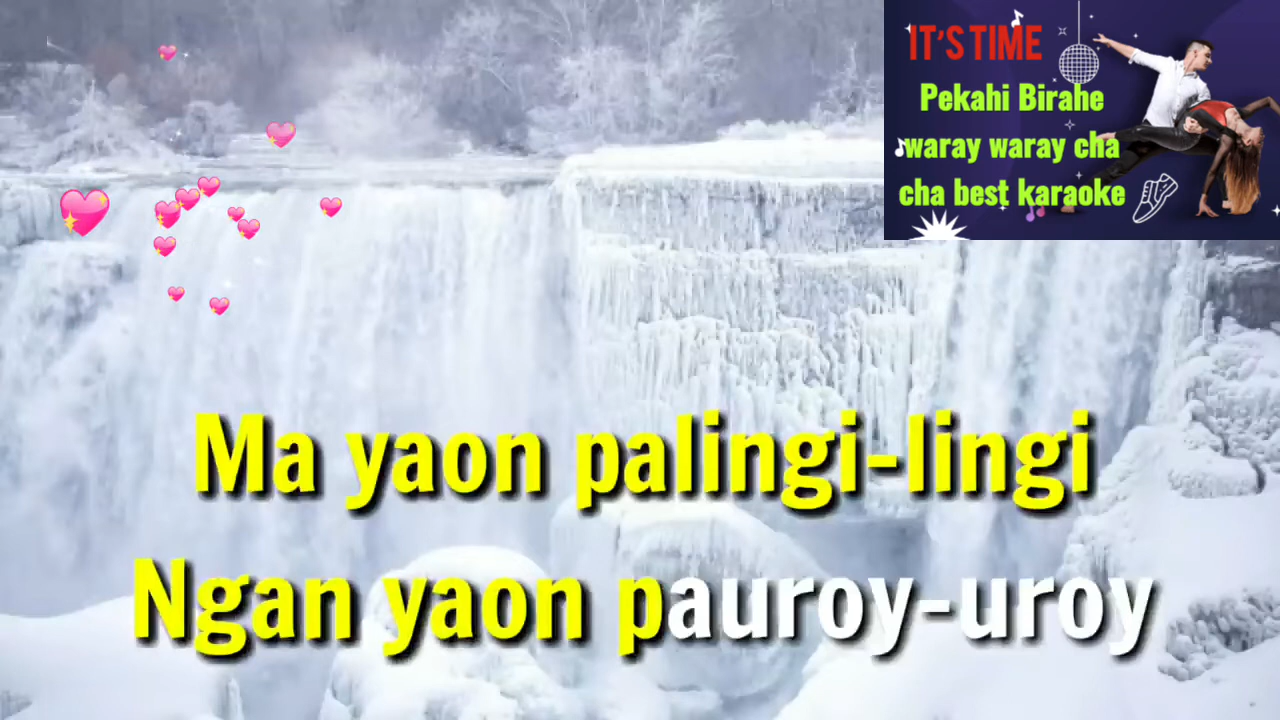 IT'S TIME
Pekahi Birahe
waray waray cha
cha best karaoke
Ma yaon palingi-lingi
Ngan yaon pauroy-uroy